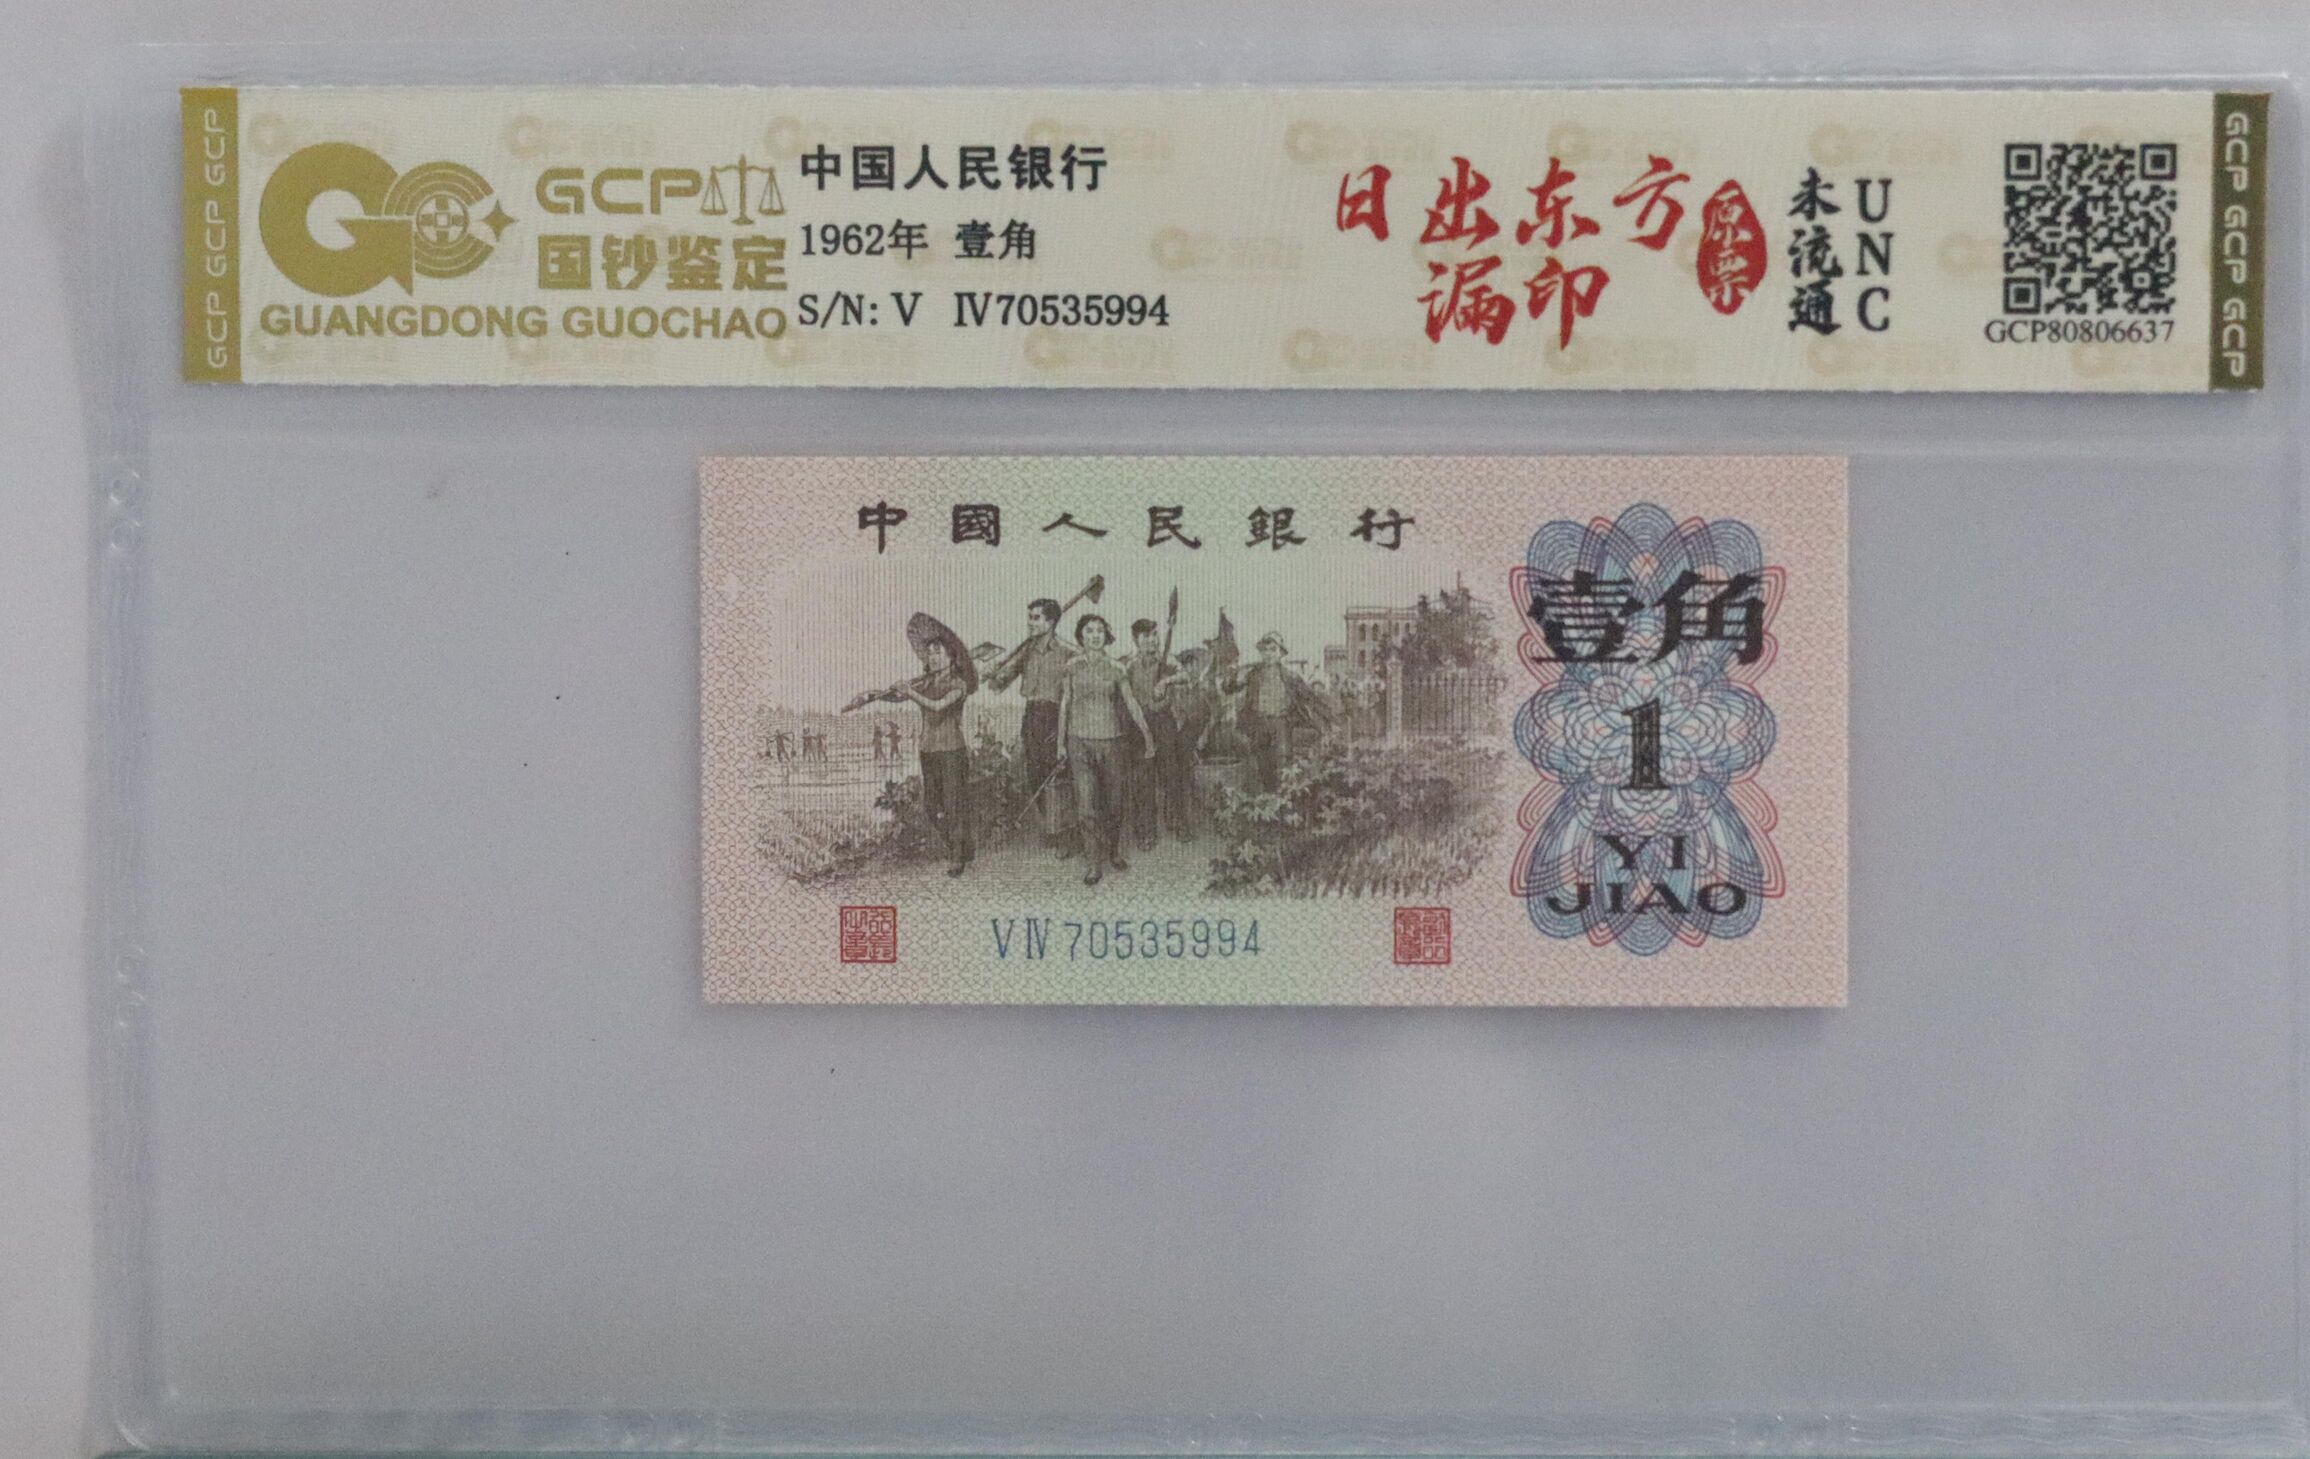 GCP GCP GCP
GCP
国钞鉴定
GUANGDONG GUOCHAO
中国人民银行
1962年 壹角
S/N: V IV70535994
日出东方
漏印
原票
未流通
UNC
GCP80806637
GCP GCP GCP
中國人民銀行
壹角
1
YI
JIAO
V IV 70535994